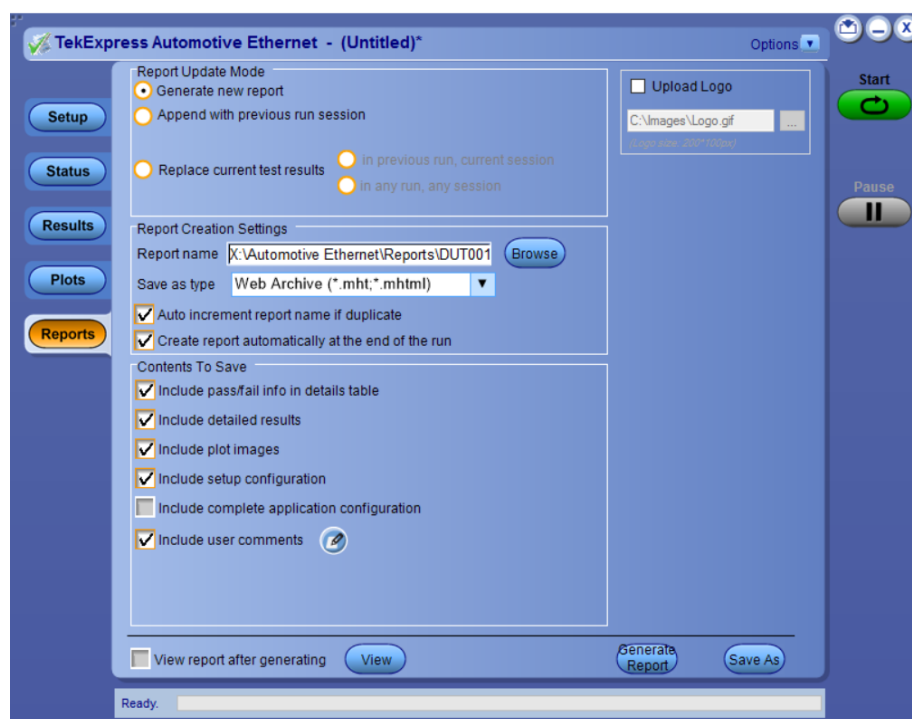 TekExpress Automotive Ethernet - (Untitled)*
Options
Start
Pause
Setup
Status
Results
Plots
Reports
Report Update Mode
Generate new report
Append with previous run session
Replace current test results
In previous run, current session
In any run, any session
Upload Logo
C:\Images\Logo.gif
...
(Logo size: 200*100px)
Report Creation Settings
Report name X:\Automotive Ethernet\Reports\DUT001 Browse
Save as type Web Archive (*.mht;*.mhtml)
Auto increment report name if duplicate
Create report automatically at the end of the run
Contents To Save
Include pass/fail info in details table
Include detailed results
Include plot images
Include setup configuration
Include complete application configuration
Include user comments
View report after generating View
Generate
Report
Save As
Ready.